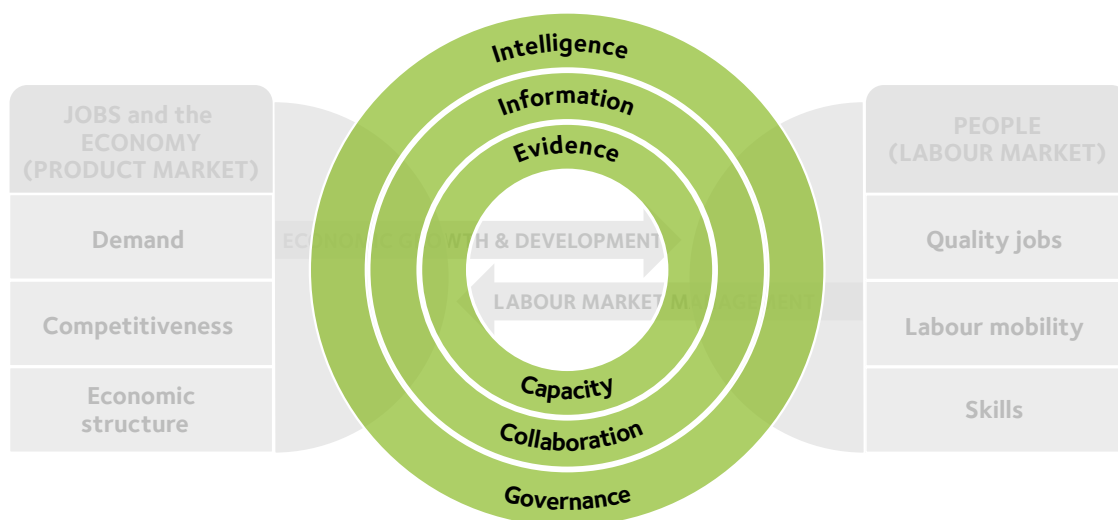 Intelligence
Information
Evidence
JOBS and the
ECONOMY
(PRODUCT MARKET)
Demand
Competitiveness
Economic
structure
ECONOMIC GROWTH & DEVELOPMENT
LABOUR MARKET MANAGEMENT
PEOPLE
(LABOUR MARKET)
Quality jobs
Labour mobility
Skills
Capacity
Collaboration
Governance